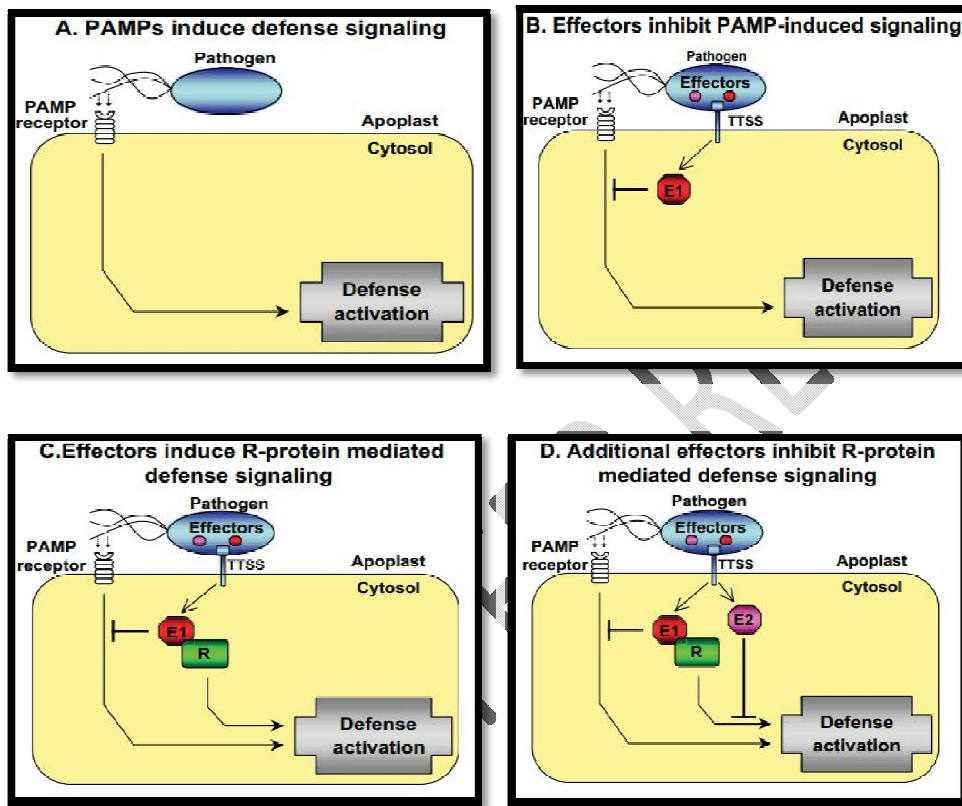 A. PAMPs induce defense signaling
Pathogen
PAMP
receptor
Apoplast
Cytosol
Defense
activation
B. Effectors inhibit PAMP-induced signaling
Pathogen
Effectors
PAMP
receptor
TTSS
Apoplast
Cytosol
E1
Defense
activation
C.Effectors induce R-protein mediated
defense signaling
Pathogen
Effectors
PAMP
receptor
TTSS
Apoplast
Cytosol
E1
R
Defense
activation
D. Additional effectors inhibit R-protein
mediated defense signaling
Pathogen
Effectors
PAMP
receptor
TTSS
Apoplast
Cytosol
E1
E2
R
Defense
activation